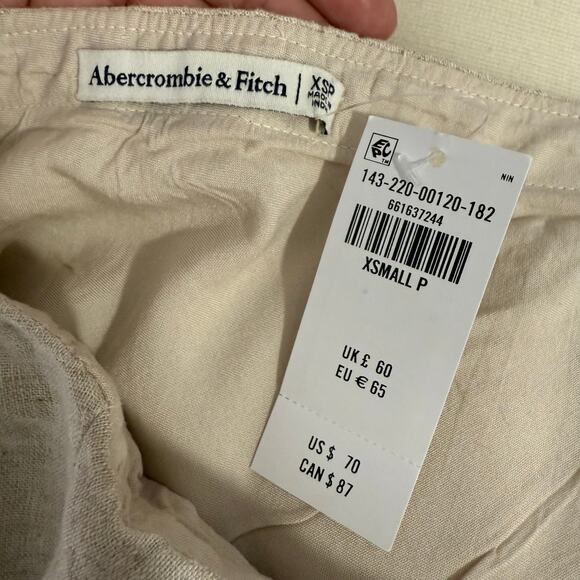 Abercrombie & Fitch
XSP
MADE IN
143-220-00120-182
NIN
661637244
XSMALL P
UK £ 60
EU € 65
US $ 70
CAN $ 87